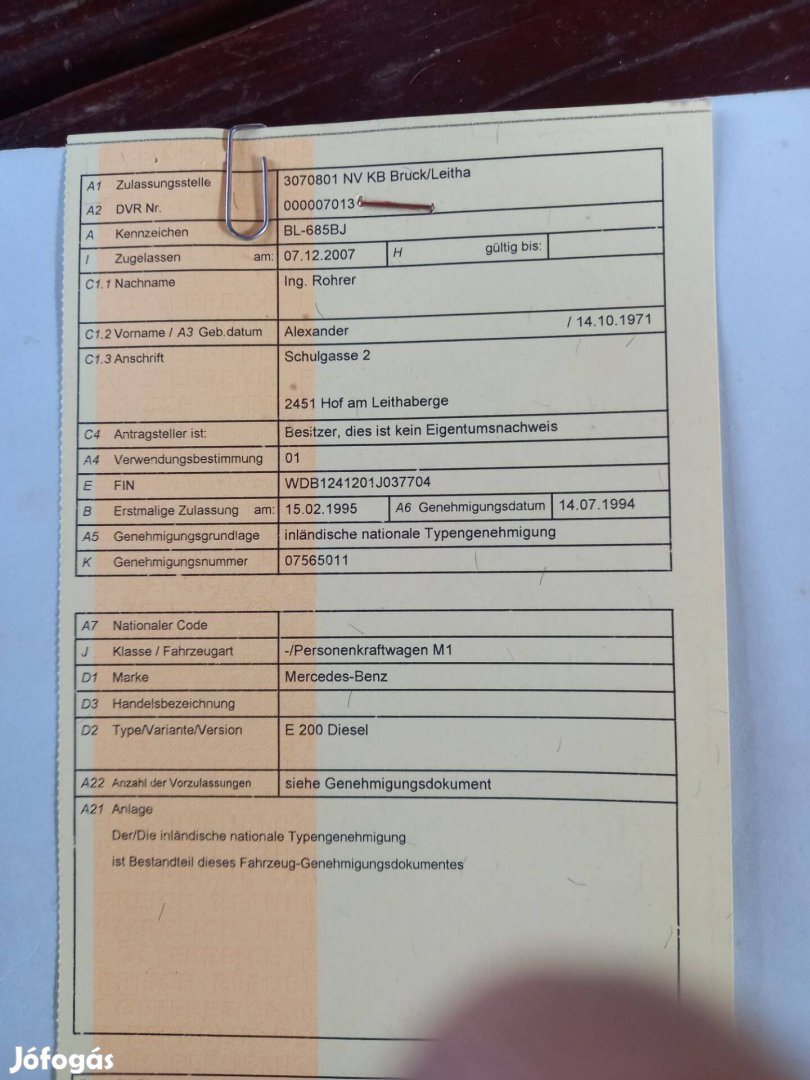 A1 Zulassungsstelle 3070801 NV KB Bruck/Leitha
A2 DVR Nr. 000007013
A Kennzeichen BL-685BJ
I Zugelassen am: 07.12.2007 H gültig bis:
C1.1 Nachname Ing. Rohrer
C1.2 Vorname / A3 Geb.datum Alexander / 14.10.1971
C1.3 Anschrift Schulgasse 2
2451 Hof am Leithaberge
C4 Antragsteller ist: Besitzer, dies ist kein Eigentumsnachweis
A4 Verwendungsbestimmung 01
E FIN WDB1241201J037704
B Erstmalige Zulassung am: 15.02.1995 A6 Genehmigungsdatum 14.07.1994
A5 Genehmigungsgrundlage inländische nationale Typengenehmigung
K Genehmigungsnummer 07565011
A7 Nationaler Code
J Klasse / Fahrzeugart -/Personenkraftwagen M1
D1 Marke Mercedes-Benz
D3 Handelsbezeichnung
D2 Type/Variante/Version E 200 Diesel
A22 Anzahl der Vorzulassungen siehe Genehmigungsdokument
A21 Anlage
Der/Die inländische nationale Typengenehmigung
ist Bestandteil dieses Fahrzeug-Genehmigungsdokumentes
Jófogás